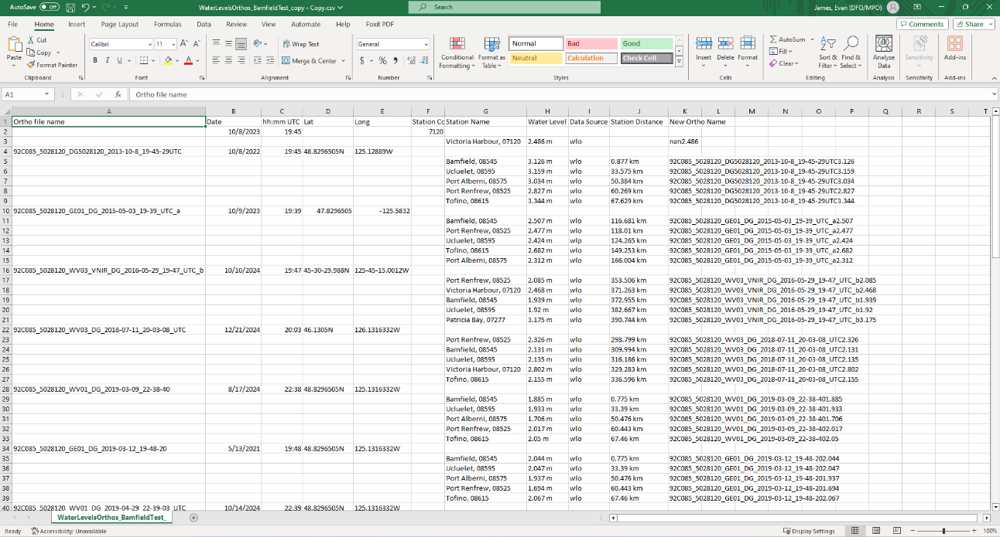 AutoSave Off WaterLevelsOrthos_BamfieldTest_copy - Copy.csv Search James, Evan (DFO/MPO)
File Home Insert Page Layout Formulas Data Review View Automate Help Foxit PDF Comments Share
Paste Cut Copy Format Painter Clipboard
Calibri 11 A A B I U A Font
ab Wrap Text Merge & Center Alignment
General $ % , Number
Conditional Formatting Format as Table Normal Bad Good Neutral Calculation Check Cell Styles
Insert Delete Format Cells
AutoSum Fill Clear Sort & Filter Find & Select Editing
Analyze Data Analysis Sensitivity Sensitivity Add-ins Add-ins
A1 fx Ortho file name
A B C D E F G H I J K L M N O P Q R S T
1 Ortho file name Date hh:mm UTC Lat Long Station Cc Station Name Water Level Data Source Station Distance New Ortho Name
2 10/8/2023 19:45 7120
3 Victoria Harbour, 07120 2.486 m wlo nan2.486
4 92C085_5028120_DG5028120_2013-10-8_19-45-29UTC 10/8/2022 19:45 48.8296505N 125.12889W
5 Bamfield, 08545 3.126 m wlo 0.877 km 92C085_5028120_DG5028120_2013-10-8_19-45-29UTC3.126
6 Ucluelet, 08595 3.159 m wlo 33.575 km 92C085_5028120_DG5028120_2013-10-8_19-45-29UTC3.159
7 Port Alberni, 08575 3.034 m wlo 50.384 km 92C085_5028120_DG5028120_2013-10-8_19-45-29UTC3.034
8 Port Renfrew, 08525 2.827 m wlo 60.269 km 92C085_5028120_DG5028120_2013-10-8_19-45-29UTC2.827
9 Tofino, 08615 3.344 m wlo 67.629 km 92C085_5028120_DG5028120_2013-10-8_19-45-29UTC3.344
10 92C085_5028120_GE01_DG_2015-05-03_19-39_UTC_a 10/9/2023 19:39 47.8296505 -125.5832
11 Bamfield, 08545 2.507 m wlo 116.681 km 92C085_5028120_GE01_DG_2015-05-03_19-39_UTC_a2.507
12 Port Renfrew, 08525 2.477 m wlo 118.01 km 92C085_5028120_GE01_DG_2015-05-03_19-39_UTC_a2.477
13 Ucluelet, 08595 2.424 m wlp 124.265 km 92C085_5028120_GE01_DG_2015-05-03_19-39_UTC_a2.424
14 Tofino, 08615 2.682 m wlo 149.253 km 92C085_5028120_GE01_DG_2015-05-03_19-39_UTC_a2.682
15 Port Alberni, 08575 2.312 m wlo 166.004 km 92C085_5028120_GE01_DG_2015-05-03_19-39_UTC_a2.312
16 92C085_5028120_WV03_VNIR_DG_2016-05-29_19-47_UTC_b 10/10/2024 19:47 45-30-29.988N 125-45-15.0012W
17 Port Renfrew, 08525 2.085 m wlo 353.506 km 92C085_5028120_WV03_VNIR_DG_2016-05-29_19-47_UTC_b2.085
18 Victoria Harbour, 07120 2.468 m wlo 371.263 km 92C085_5028120_WV03_VNIR_DG_2016-05-29_19-47_UTC_b2.468
19 Bamfield, 08545 1.939 m wlo 372.955 km 92C085_5028120_WV03_VNIR_DG_2016-05-29_19-47_UTC_b1.939
20 Ucluelet, 08595 1.92 m wlo 382.667 km 92C085_5028120_WV03_VNIR_DG_2016-05-29_19-47_UTC_b1.92
21 Patricia Bay, 07277 3.175 m wlo 390.744 km 92C085_5028120_WV03_VNIR_DG_2016-05-29_19-47_UTC_b3.175
22 92C085_5028120_WV03_DG_2018-07-11_20-03-08_UTC 12/21/2024 20:03 46.1305N 126.1316332W
23 Port Renfrew, 08525 2.326 m wlo 298.799 km 92C085_5028120_WV03_DG_2018-07-11_20-03-08_UTC2.326
24 Bamfield, 08545 2.131 m wlo 309.994 km 92C085_5028120_WV03_DG_2018-07-11_20-03-08_UTC2.131
25 Ucluelet, 08595 2.135 m wlo 316.186 km 92C085_5028120_WV03_DG_2018-07-11_20-03-08_UTC2.135
26 Victoria Harbour, 07120 2.802 m wlo 329.283 km 92C085_5028120_WV03_DG_2018-07-11_20-03-08_UTC2.802
27 Tofino, 08615 2.155 m wlo 336.596 km 92C085_5028120_WV03_DG_2018-07-11_20-03-08_UTC2.155
28 92C085_5028120_WV01_DG_2019-03-09_22-38-40 8/17/2024 22:38 48.8296505N 125.1316332W
29 Bamfield, 08545 1.885 m wlo 0.775 km 92C085_5028120_WV01_DG_2019-03-09_22-38-401.885
30 Ucluelet, 08595 1.933 m wlo 33.39 km 92C085_5028120_WV01_DG_2019-03-09_22-38-401.933
31 Port Alberni, 08575 1.706 m wlo 50.476 km 92C085_5028120_WV01_DG_2019-03-09_22-38-401.706
32 Port Renfrew, 08525 2.017 m wlo 60.443 km 92C085_5028120_WV01_DG_2019-03-09_22-38-402.017
33 Tofino, 08615 2.05 m wlo 67.46 km 92C085_5028120_WV01_DG_2019-03-09_22-38-402.05
34 92C085_5028120_GE01_DG_2019-03-12_19-48-20 5/13/2021 19:48 48.8296505N 125.1316332W
35 Bamfield, 08545 2.044 m wlo 0.775 km 92C085_5028120_GE01_DG_2019-03-12_19-48-202.044
36 Ucluelet, 08595 2.047 m wlo 33.39 km 92C085_5028120_GE01_DG_2019-03-12_19-48-202.047
37 Port Alberni, 08575 1.937 m wlo 50.476 km 92C085_5028120_GE01_DG_2019-03-12_19-48-201.937
38 Port Renfrew, 08525 1.694 m wlo 60.443 km 92C085_5028120_GE01_DG_2019-03-12_19-48-201.694
39 Tofino, 08615 2.067 m wlo 67.46 km 92C085_5028120_GE01_DG_2019-03-12_19-48-202.067
40 92C085_5028120_WV01_DG_2019-04-29_22-39-03_UTC 10/14/2024 22:39 48.8296505N 125.1316332W
WaterLevelsOrthos_BamfieldTest_
Ready Accessibility: Unavailable Display Settings 100%